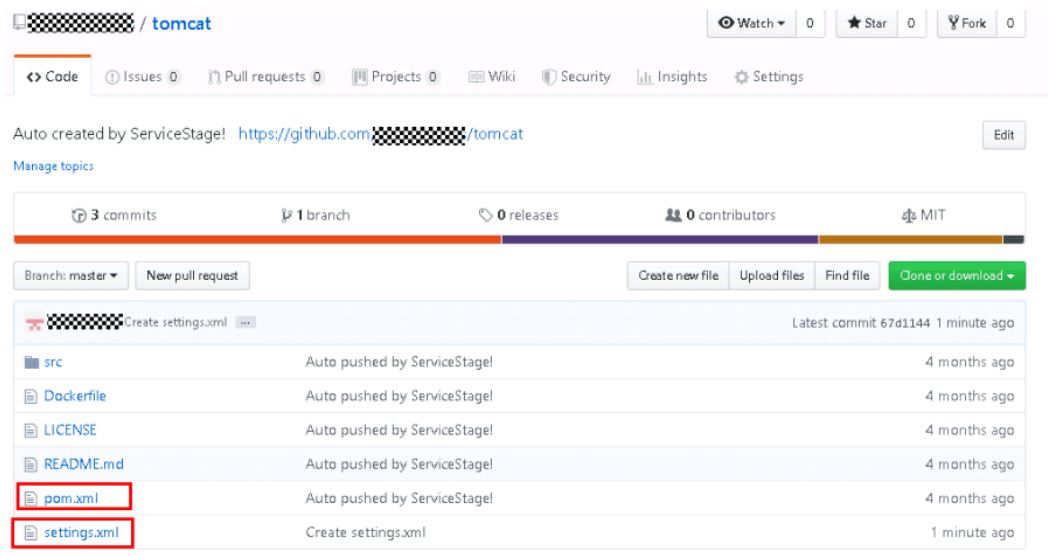 / tomcat Watch 0 Star 0 Fork 0
Code Issues 0 Pull requests 0 Projects 0 Wiki Security Insights Settings
Auto created by ServiceStage! https://github.com /tomcat Edit
Manage topics
3 commits 1 branch 0 releases 0 contributors MIT
Branch: master New pull request Create new file Upload files Find file Clone or download
Create settings.xml ... Latest commit 67d1144 1 minute ago
src Auto pushed by ServiceStage! 4 months ago
Dockerfile Auto pushed by ServiceStage! 4 months ago
LICENSE Auto pushed by ServiceStage! 4 months ago
README.md Auto pushed by ServiceStage! 4 months ago
pom.xml Auto pushed by ServiceStage! 4 months ago
settings.xml Create settings.xml 1 minute ago